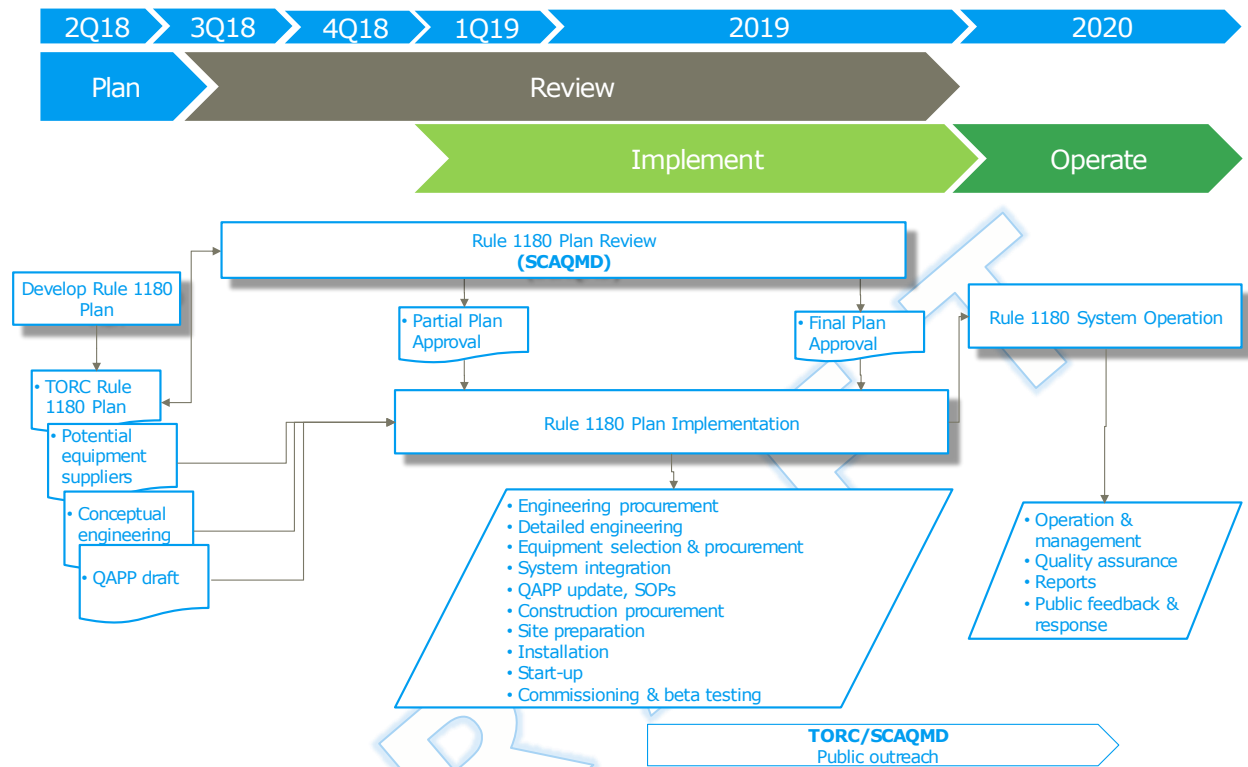 2Q18
3Q18
4Q18
1Q19
2019
2020
Plan
Review
Implement
Operate
Rule 1180 Plan Review
(SCAQMD)
Develop Rule 1180
Plan
• Partial Plan
Approval
• Final Plan
Approval
Rule 1180 System Operation
• TORC Rule
1180 Plan
• Potential
equipment
suppliers
• Conceptual
engineering
• QAPP draft
Rule 1180 Plan Implementation
• Engineering procurement
• Detailed engineering
• Equipment selection & procurement
• System integration
• QAPP update, SOPs
• Construction procurement
• Site preparation
• Installation
• Start-up
• Commissioning & beta testing
• Operation &
management
• Quality assurance
• Reports
• Public feedback &
response
TORC/SCAQMD
Public outreach